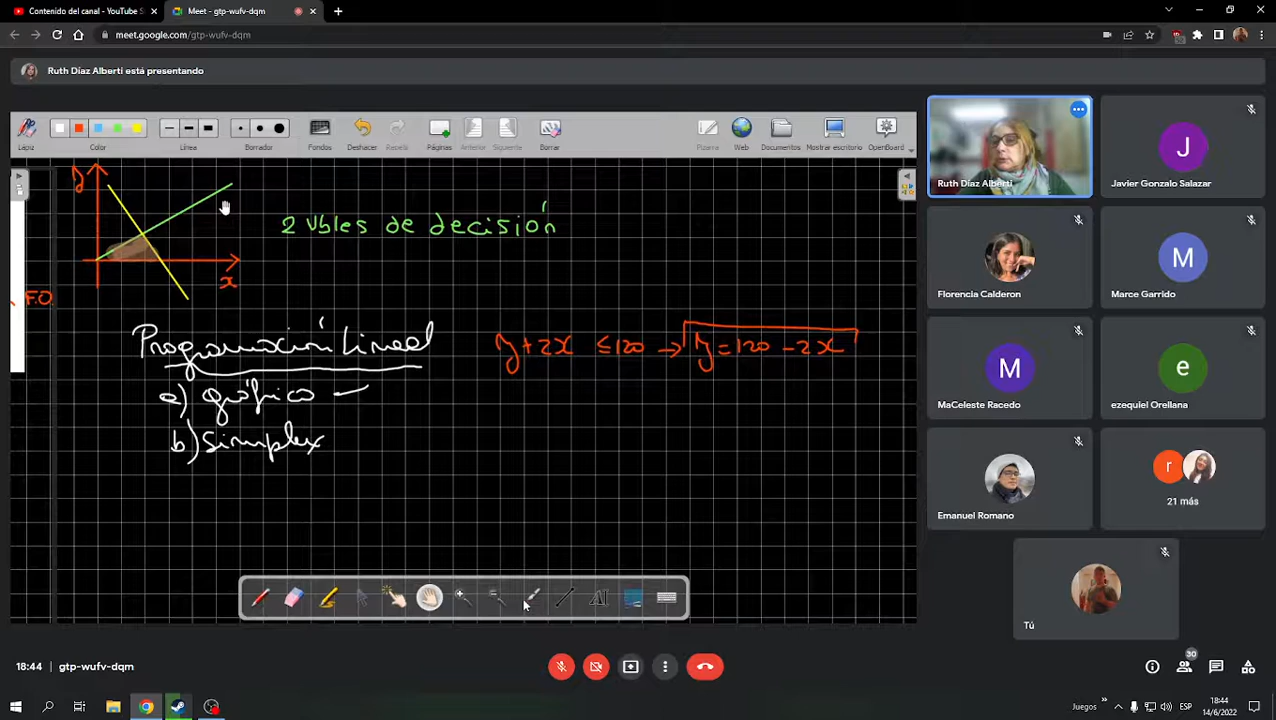 Contenido del canal - YouTube S
Meet - gtp-wufv-dqm
meet.google.com/gtp-wufv-dqm
Ruth Díaz Alberti está presentando
Lápiz
Color
Línea
Borrador
Fondos
Deshacer
Rehacer
Páginas
Anterior
Siguiente
Borrar
Pizarra
Web
Documentos
Mostrar escritorio
OpenBoard
y
x
F.O.
2 Vbles de decisión
Programación Lineal
a) gráfico
b) Simplex
y+2x ≤120 → y=120-2x
Ruth Díaz Alberti
J
Javier Gonzalo Salazar
Florencia Calderon
M
Marce Garrido
M
MaCeleste Racedo
e
ezequiel Orellana
Emanuel Romano
r
21 más
Tú
18:44
gtp-wufv-dqm
30
Juegos
ESP
18:44
14/6/2022